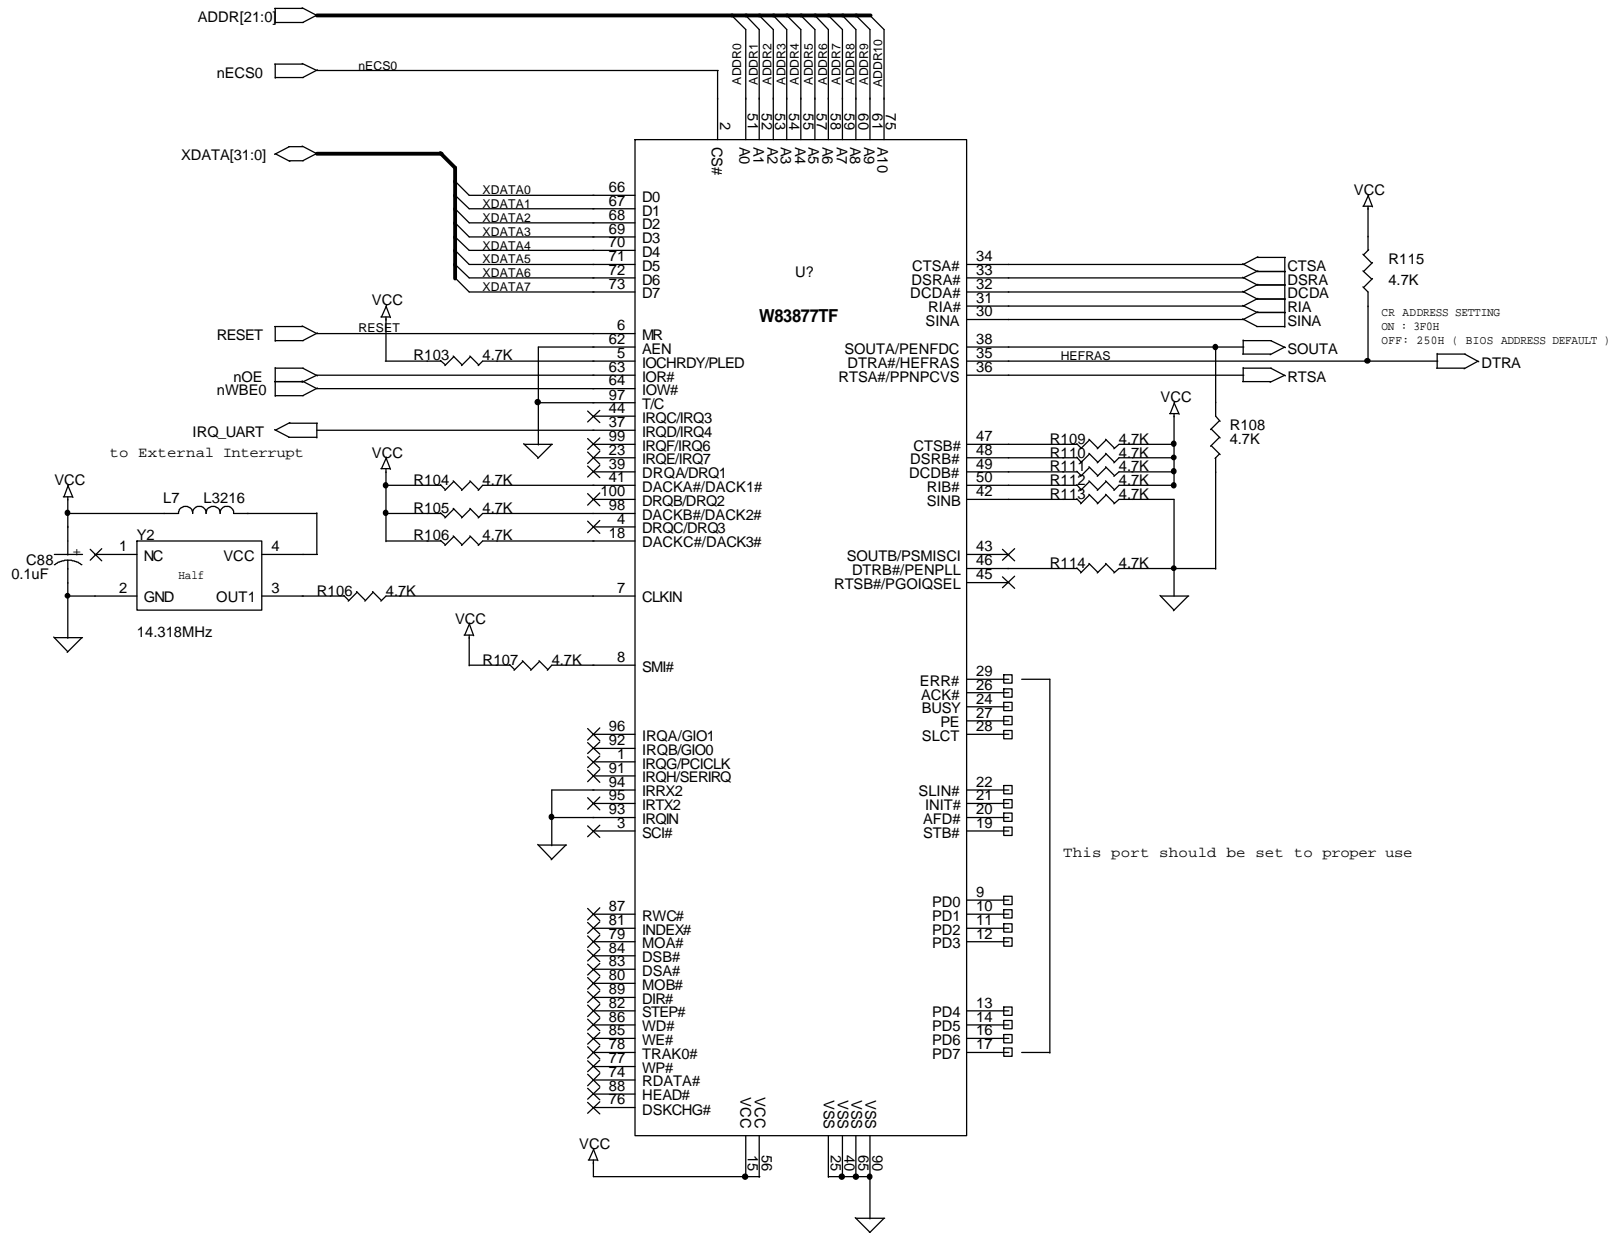 ADDR[21:0]
nECS0
nECS0
XDATA[31:0]
ADDR0
ADDR1
ADDR2
ADDR3
ADDR4
ADDR5
ADDR6
ADDR7
ADDR8
ADDR9
ADDR10
2
51
52
53
54
55
57
58
59
60
61
75
CS#
A0
A1
A2
A3
A4
A5
A6
A7
A8
A9
A10
U?
W83877TF
XDATA0 66 D0
XDATA1 67 D1
XDATA2 68 D2
XDATA3 69 D3
XDATA4 70 D4
XDATA5 71 D5
XDATA6 72 D6
XDATA7 73 D7
VCC
RESET RESET 6 MR
62 AEN
R103 4.7K 5 IOCHRDY/PLED
nOE 63 IOR#
nWBE0 64 IOW#
97 T/C
44 IRQC/IRQ3
IRQ_UART 37 IRQD/IRQ4
to External Interrupt
99 IRQF/IRQ6
23 IRQE/IRQ7
39 DRQA/DRQ1
VCC
R104 4.7K 41 DACKA#/DACK1#
100 DRQB/DRQ2
R105 4.7K 98 DACKB#/DACK2#
4 DRQC/DRQ3
R106 4.7K 18 DACKC#/DACK3#
VCC
L7 L3216
C88
0.1uF
+
Y2
1 NC VCC 4
Half
2 GND OUT1 3
14.318MHz
R106 4.7K 7 CLKIN
VCC
R107 4.7K 8 SMI#
96 IRQA/GIO1
92 IRQB/GIO0
1 IRQG/PCICLK
91 IRQH/SERIRQ
94 IRRX2
95 IRTX2
93 IRQIN
3 SCI#
87 RWC#
81 INDEX#
79 MOA#
84 DSB#
83 DSA#
80 MOB#
89 DIR#
82 STEP#
86 WD#
85 WE#
78 TRAK0#
77 WP#
74 RDATA#
88 HEAD#
76 DSKCHG#
VCC
VCC
VCC
15
56
VSS
VSS
VSS
VSS
25
40
65
90
CTSA# 34 CTSA
DSRA# 33 DSRA
DCDA# 32 DCDA
RIA# 31 RIA
SINA 30 SINA
VCC
R115
4.7K
CR ADDRESS SETTING
ON : 3F0H
OFF: 250H ( BIOS ADDRESS DEFAULT )
SOUTA/PENFDC 38 SOUTA
DTRA#/HEFRAS 35 HEFRAS DTRA
RTSA#/PPNPCVS 36 RTSA
VCC
R108
4.7K
CTSB# 47 R109 4.7K
DSRB# 48 R110 4.7K
DCDB# 49 R111 4.7K
RIB# 50 R112 4.7K
SINB 42 R113 4.7K
SOUTB/PSMISCI 43
DTRB#/PENPLL 46 R114 4.7K
RTSB#/PGOIQSEL 45
ERR# 29
ACK# 26
BUSY 24
PE 27
SLCT 28
SLIN# 22
INIT# 21
AFD# 20
STB# 19
This port should be set to proper use
PD0 9
PD1 10
PD2 11
PD3 12
PD4 13
PD5 14
PD6 16
PD7 17